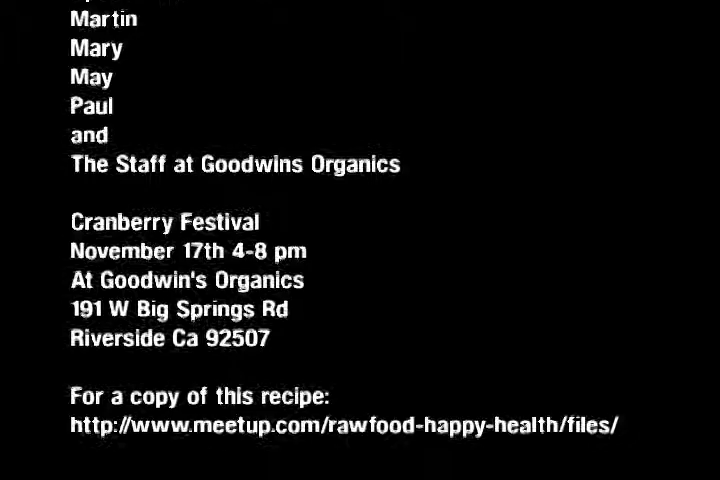 Martin
Mary
May
Paul
and
The Staff at Goodwins Organics
Cranberry Festival
November 17th 4-8 pm
At Goodwin's Organics
191 W Big Springs Rd
Riverside Ca 92507
For a copy of this recipe:
http://www.meetup.com/rawfood-happy-health/files/